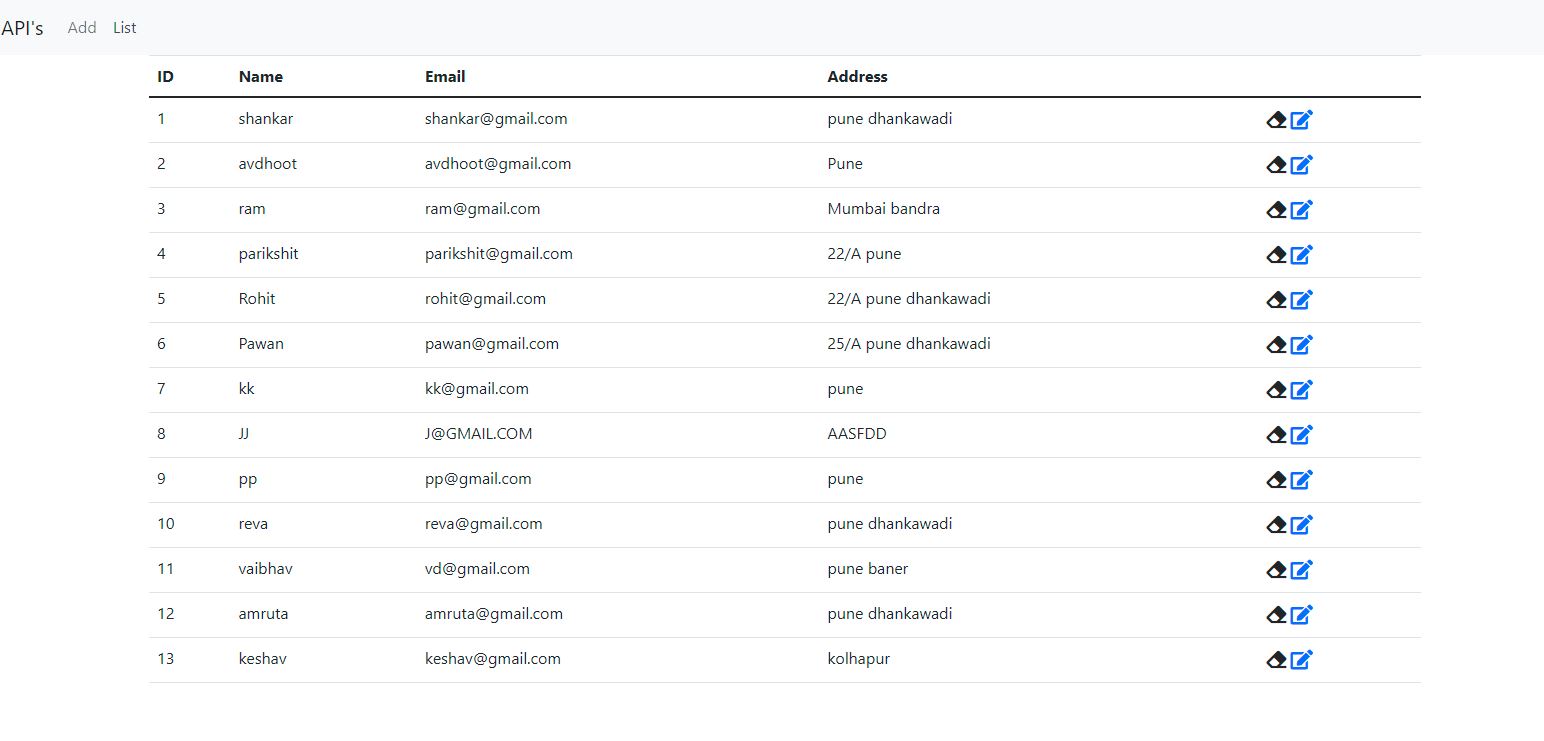 API's Add List
ID Name Email Address
1 shankar shankar@gmail.com pune dhankawadi
2 avdhoot avdhoot@gmail.com Pune
3 ram ram@gmail.com Mumbai bandra
4 parikshit parikshit@gmail.com 22/A pune
5 Rohit rohit@gmail.com 22/A pune dhankawadi
6 Pawan pawan@gmail.com 25/A pune dhankawadi
7 kk kk@gmail.com pune
8 JJ J@GMAIL.COM AASFDD
9 pp pp@gmail.com pune
10 reva reva@gmail.com pune dhankawadi
11 vaibhav vd@gmail.com pune baner
12 amruta amruta@gmail.com pune dhankawadi
13 keshav keshav@gmail.com kolhapur